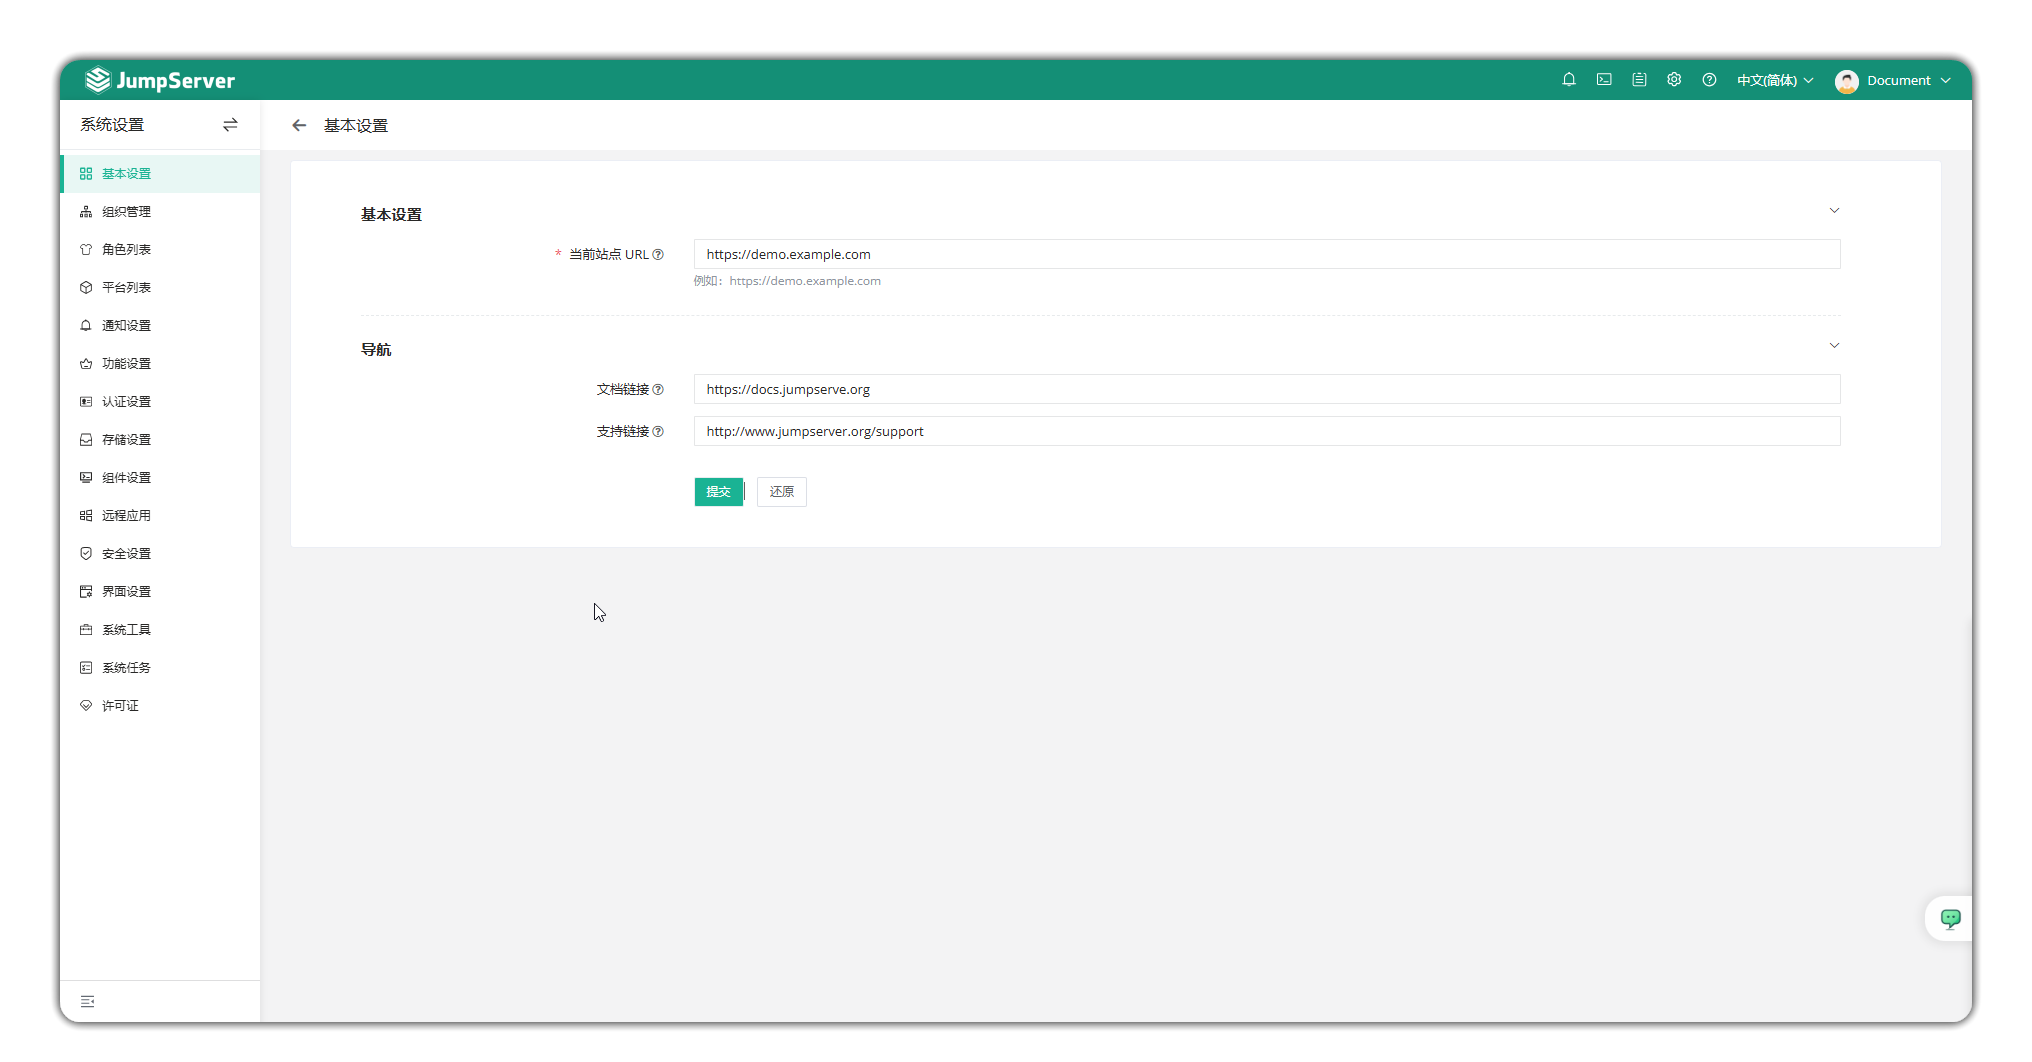 JumpServer
中文(简体)
Document
系统设置
基本设置
基本设置
组织管理
角色列表
平台列表
通知设置
功能设置
认证设置
存储设置
组件设置
远程应用
安全设置
界面设置
系统工具
系统任务
许可证
基本设置
* 当前站点 URL
https://demo.example.com
例如：https://demo.example.com
导航
文档链接
https://docs.jumpserve.org
支持链接
http://www.jumpserver.org/support
提交
还原